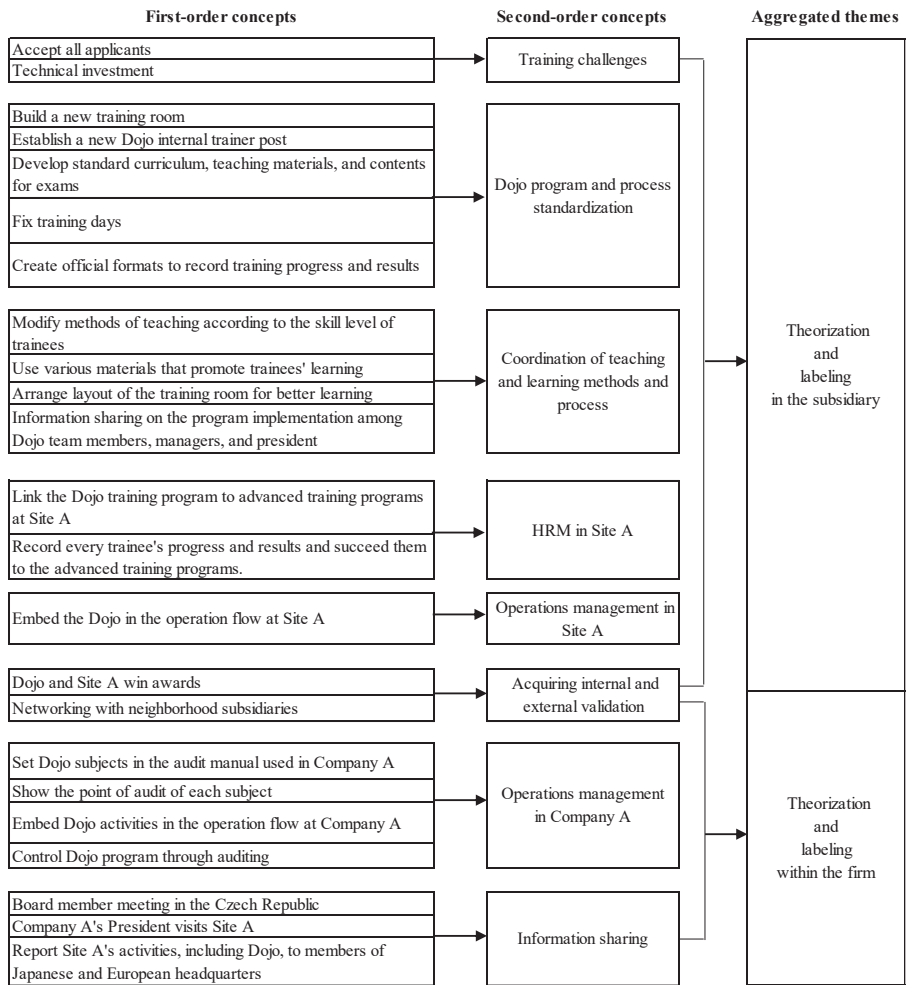 First-order concepts
Second-order concepts
Aggregated themes
Accept all applicants
Technical investment
Training challenges
Build a new training room
Establish a new Dojo internal trainer post
Develop standard curriculum, teaching materials, and contents
for exams
Fix training days
Create official formats to record training progress and results
Dojo program and process
standardization
Modify methods of teaching according to the skill level of
trainees
Use various materials that promote trainees' learning
Arrange layout of the training room for better learning
Information sharing on the program implementation among
Dojo team members, managers, and president
Coordination of teaching
and learning methods and
process
Link the Dojo training program to advanced training programs
at Site A
Record every trainee's progress and results and succeed them
to the advanced training programs.
HRM in Site A
Embed the Dojo in the operation flow at Site A
Operations management in
Site A
Dojo and Site A win awards
Networking with neighborhood subsidiaries
Acquiring internal and
external validation
Theorization
and
labeling
in the subsidiary
Set Dojo subjects in the audit manual used in Company A
Show the point of audit of each subject
Embed Dojo activities in the operation flow at Company A
Control Dojo program through auditing
Operations management
in Company A
Board member meeting in the Czech Republic
Company A's President visits Site A
Report Site A's activities, including Dojo, to members of
Japanese and European headquarters
Information sharing
Theorization
and
labeling
within the firm